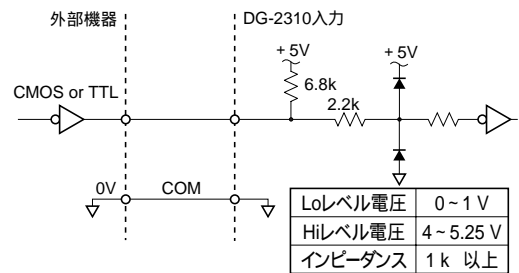 外部機器
DG-2310入力
+5V
+5V
6.8k
CMOS or TTL
2.2k
0V
COM
Loレベル電圧 0~1 V
Hiレベル電圧 4~5.25 V
インピーダンス 1 k 以上